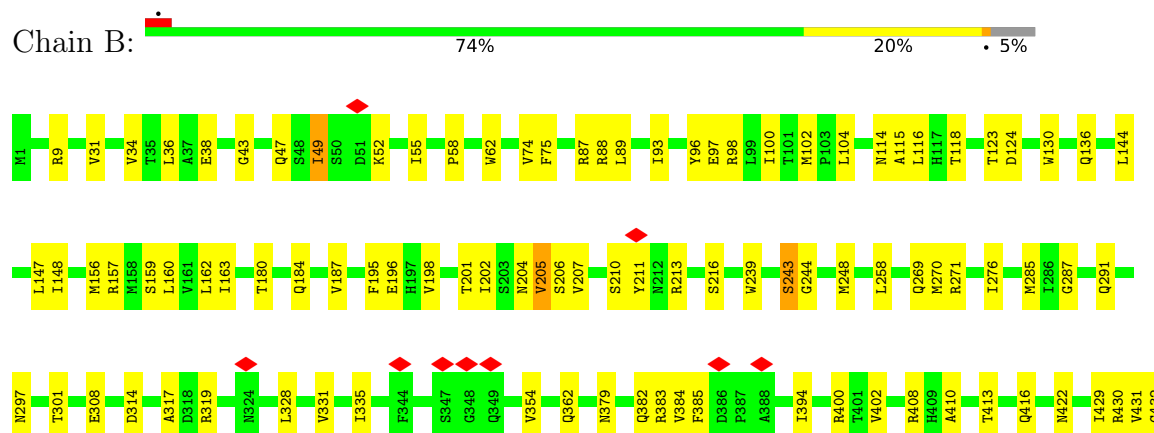 Chain B:
•
74% 20% • 5%
M1 R9 V31 V34 T35 L36 A37 E38 G43 Q47 S48 I49 S50 D51 K52 I55 P58 W62 V74 F75 R87 R88 L89 I93 Y96 E97 R98 L99 I100 T101 M102 P103 L104 N114 A115 L116 H117 T118 T123 D124 W130 Q136 L144
L147 I148 M156 R157 M158 S159 L160 V161 L162 I163 T180 Q184 V187 F195 E196 H197 V198 T201 I202 S203 N204 V205 S206 V207 S210 Y211 N212 R213 S216 W239 S243 G244 M248 L258 Q269 M270 R271 I276 M285 I286 G287 Q291
N297 T301 E308 D314 A317 D318 R319 N324 L328 V331 I335 F344 S347 G348 Q349 V354 Q362 N379 Q382 R383 V384 F385 D386 P387 A388 I394 R400 T401 V402 R408 H409 A410 T413 Q416 N422 I429 R430 V431